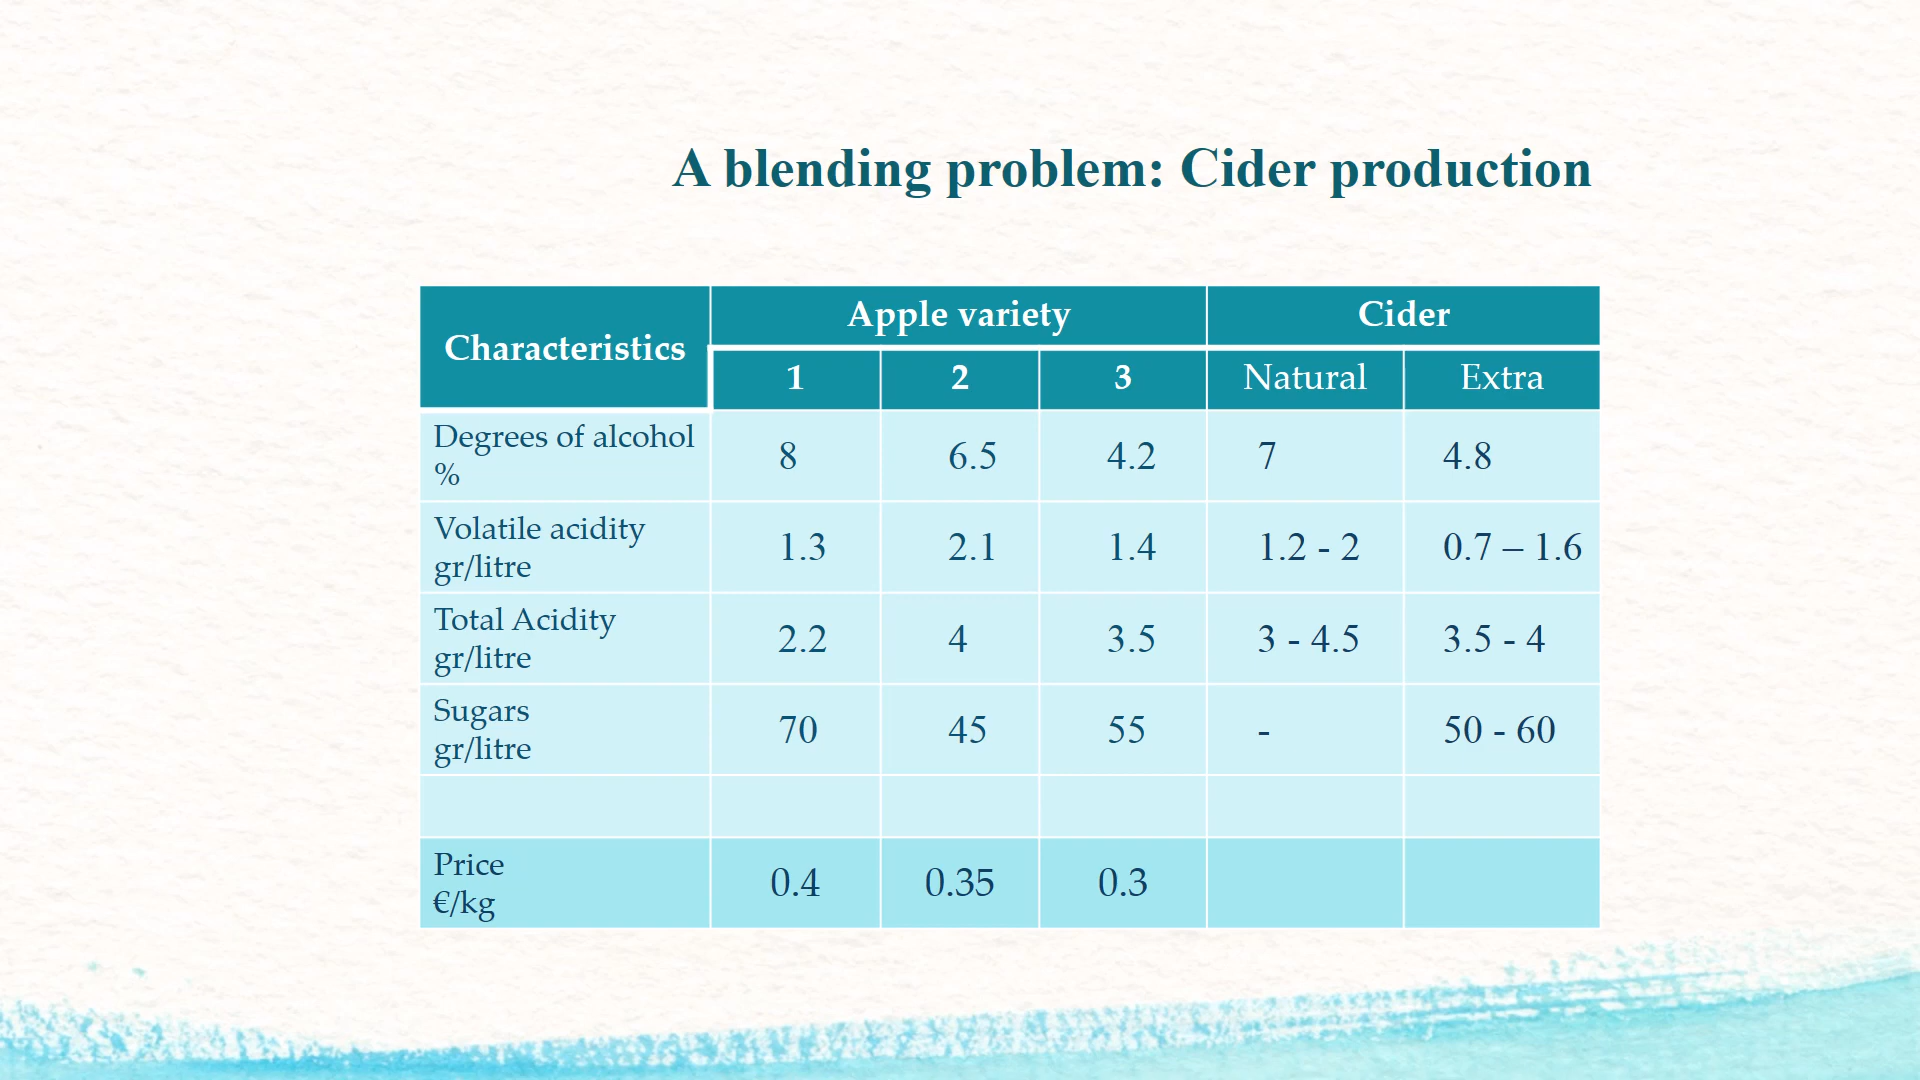 A blending problem: Cider production
Characteristics Apple variety Cider
1 2 3 Natural Extra
Degrees of alcohol
% 8 6.5 4.2 7 4.8
Volatile acidity
gr/litre 1.3 2.1 1.4 1.2 - 2 0.7 – 1.6
Total Acidity
gr/litre 2.2 4 3.5 3 - 4.5 3.5 - 4
Sugars
gr/litre 70 45 55 - 50 - 60
Price
€/kg 0.4 0.35 0.3